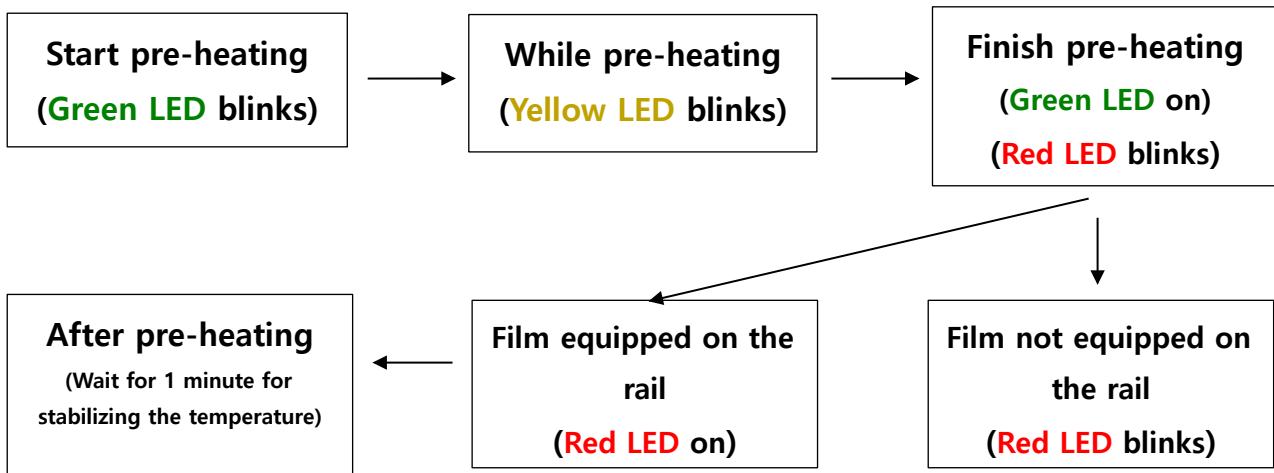 Start pre-heating
(Green LED blinks)
While pre-heating
(Yellow LED blinks)
Finish pre-heating
(Green LED on)
(Red LED blinks)
After pre-heating
(Wait for 1 minute for
stabilizing the temperature)
Film equipped on the
rail
(Red LED on)
Film not equipped on
the rail
(Red LED blinks)